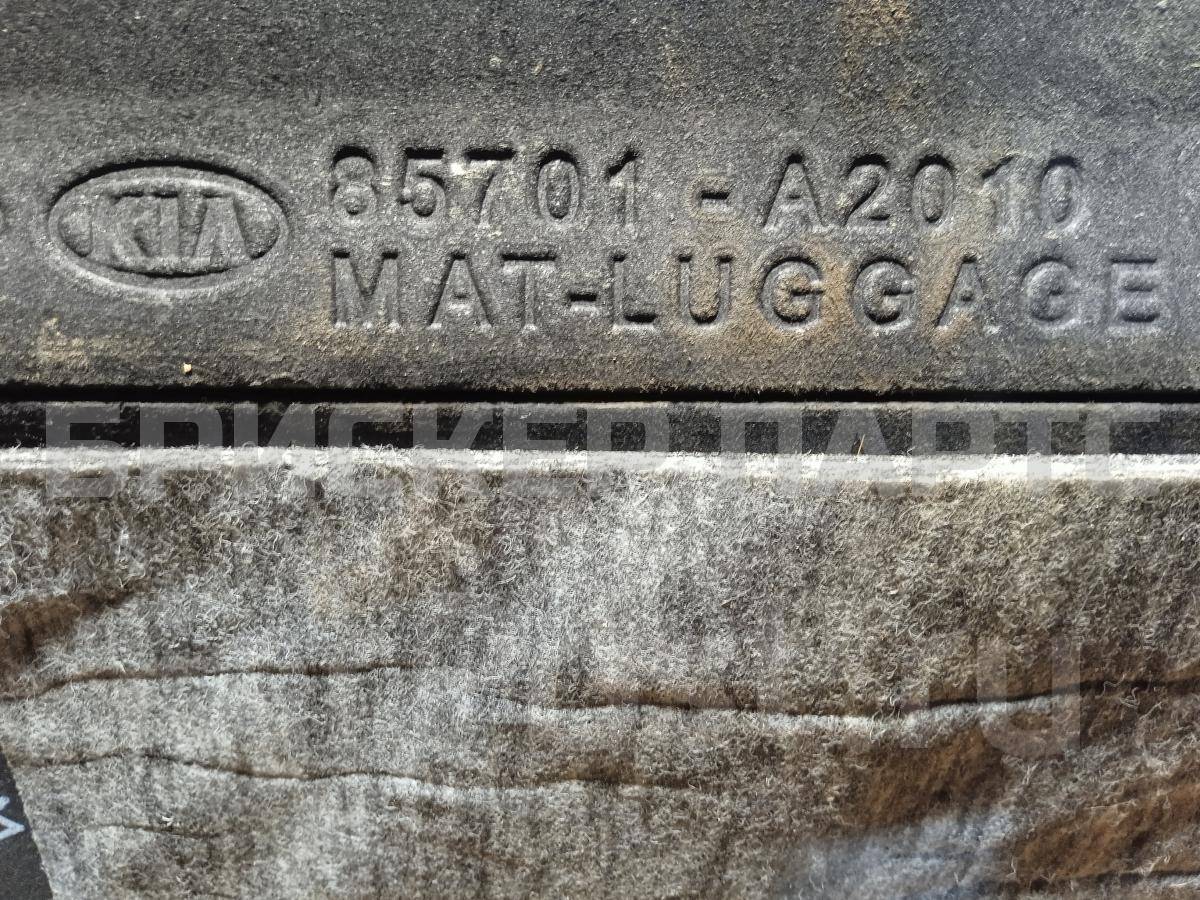 KIA
85701-A2010
MAT-LUGGAGE
БРИСКЕР ПАРТС